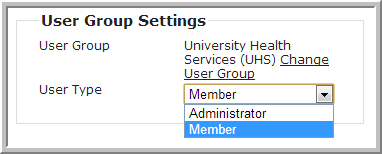 User Group Settings
User Group
University Health
Services (UHS) Change
User Group
User Type
Member
Administrator
Member